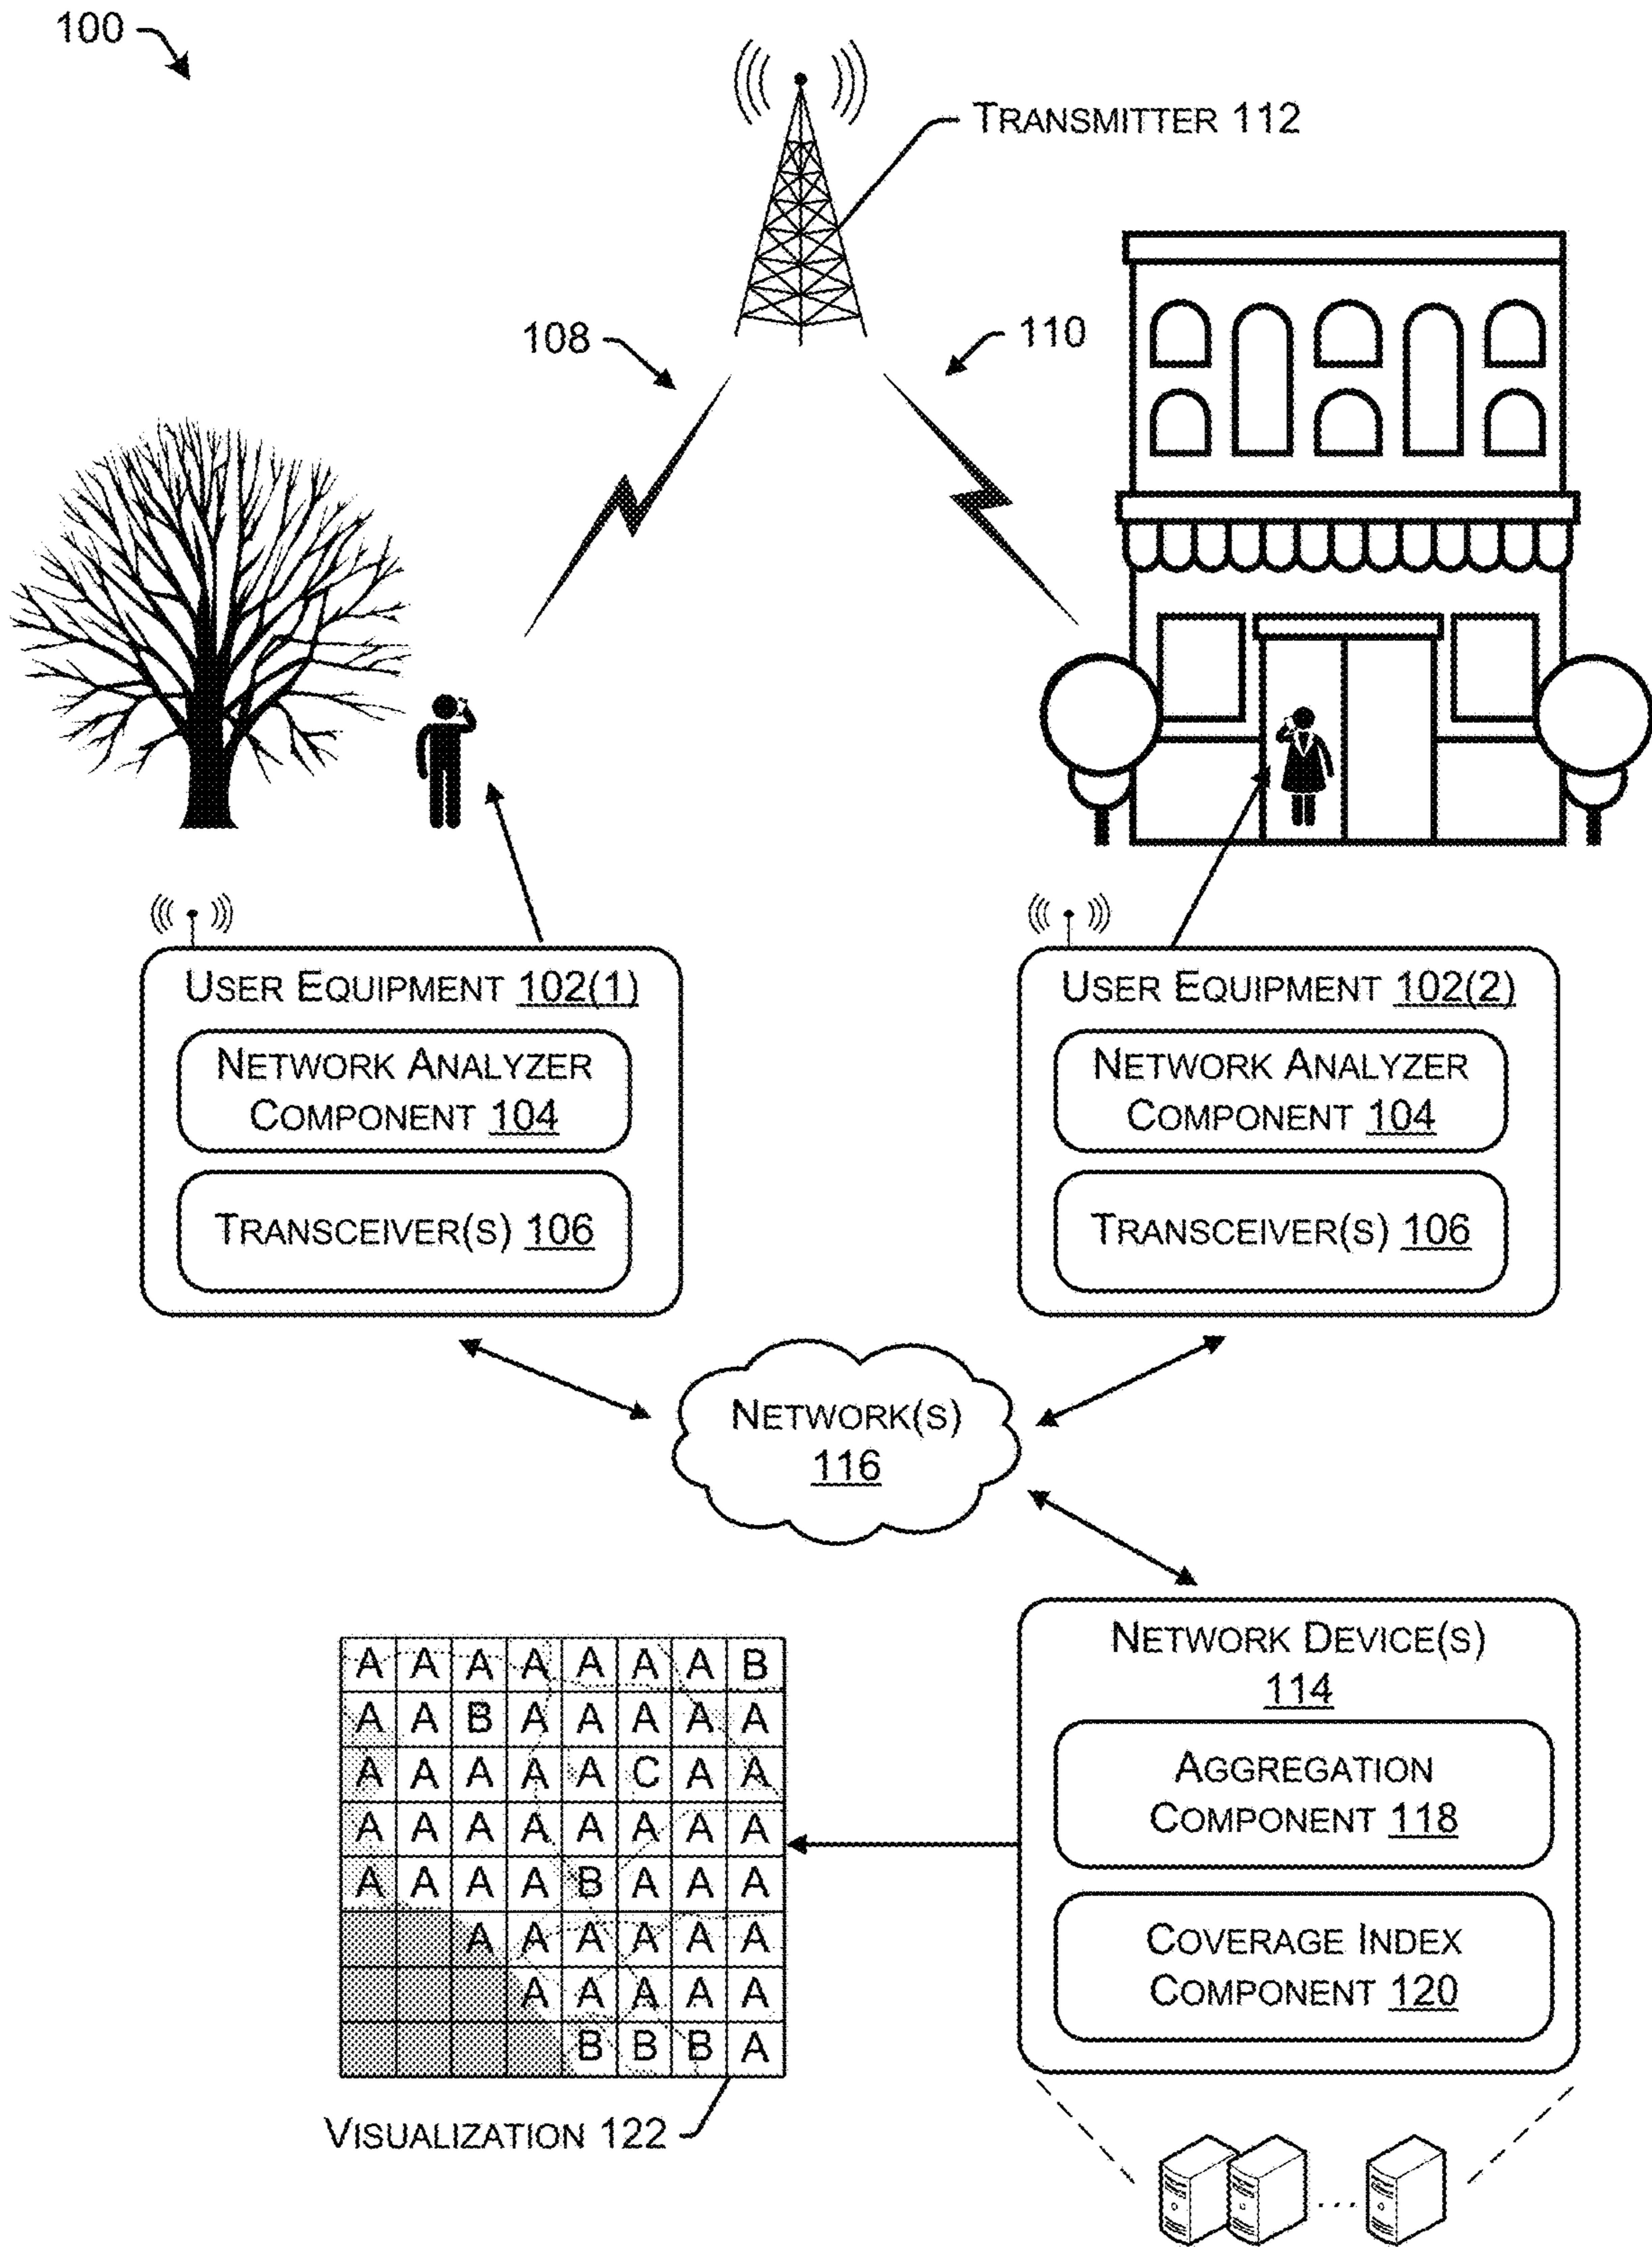 100
TRANSMITTER 112
108
110
USER EQUIPMENT 102(1)
NETWORK ANALYZER
COMPONENT 104
TRANSCEIVER(S) 106
USER EQUIPMENT 102(2)
NETWORK ANALYZER
COMPONENT 104
TRANSCEIVER(S) 106
NETWORK(S)
116
NETWORK DEVICE(S)
114
AGGREGATION
COMPONENT 118
COVERAGE INDEX
COMPONENT 120
A A A A A A A B
A A B A A A A A
A A A A A C A A
A A A A A A A A
A A A A B A A A
A A A A A A
A A A A A
B B B A
VISUALIZATION 122
...